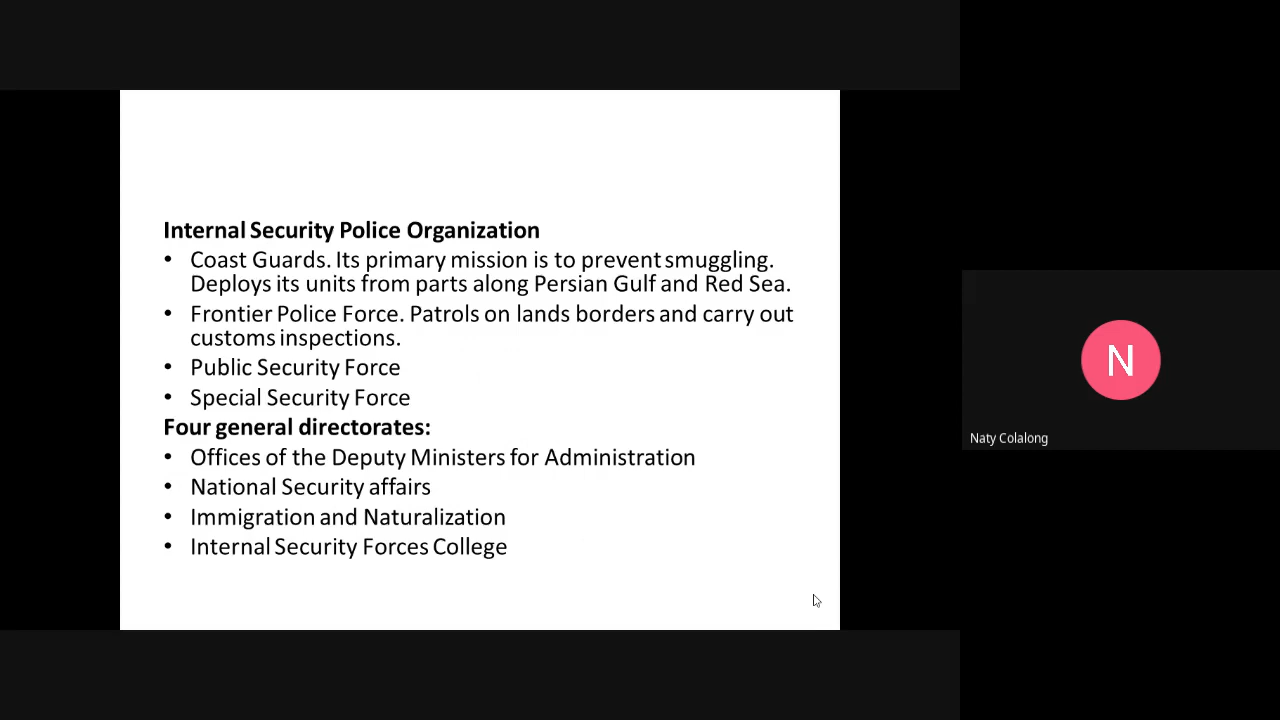 Internal Security Police Organization
• Coast Guards. Its primary mission is to prevent smuggling.
Deploys its units from parts along Persian Gulf and Red Sea.
• Frontier Police Force. Patrols on lands borders and carry out
customs inspections.
• Public Security Force
• Special Security Force
Four general directorates:
• Offices of the Deputy Ministers for Administration
• National Security affairs
• Immigration and Naturalization
• Internal Security Forces College
N
Naty Colalong